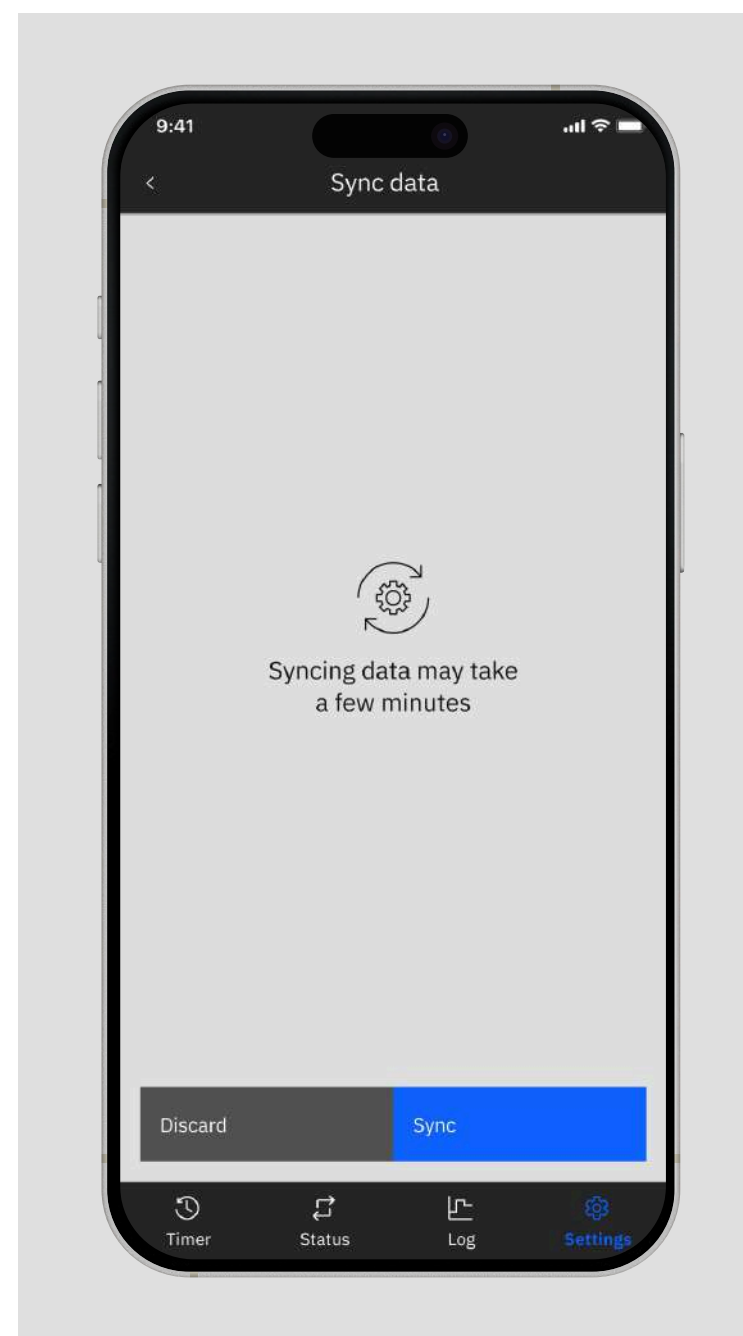 9:41
Sync data
Syncing data may take
a few minutes
Discard
Sync
Timer
Status
Log
Settings